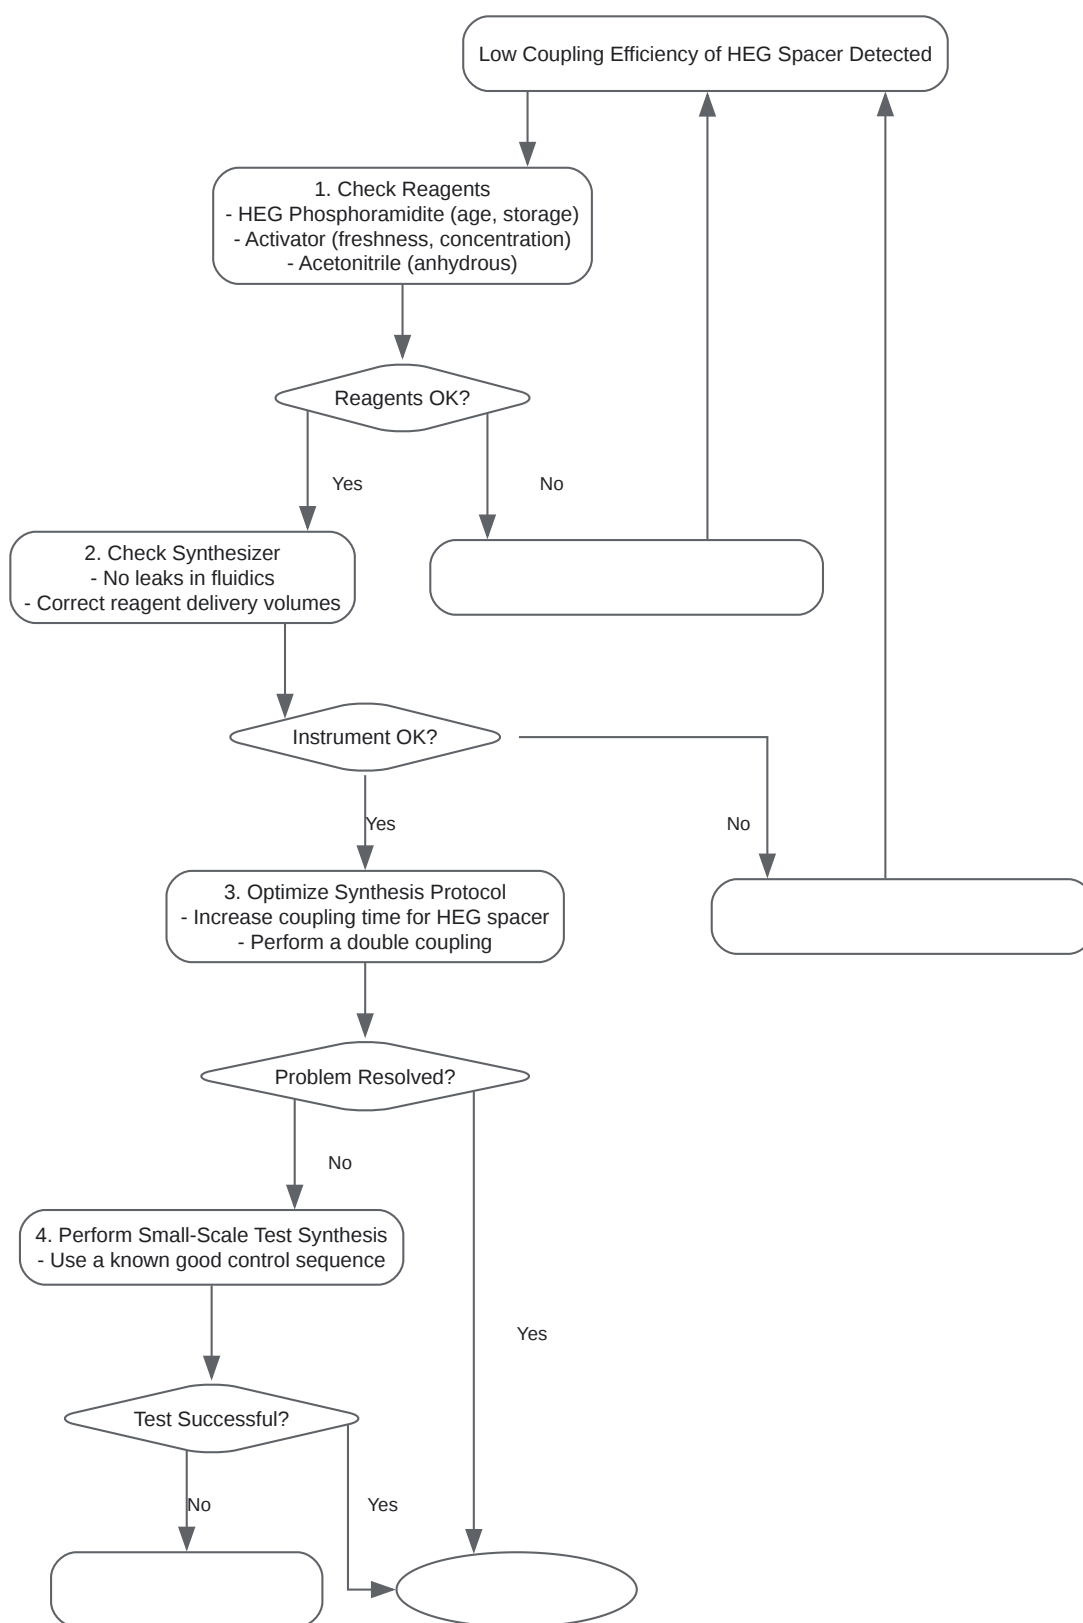 Low Coupling Efficiency of HEG Spacer Detected
1. Check Reagents
- HEG Phosphoramidite (age, storage)
- Activator (freshness, concentration)
- Acetonitrile (anhydrous)
Reagents OK?
Yes
No
2. Check Synthesizer
- No leaks in fluidics
- Correct reagent delivery volumes
Instrument OK?
Yes
No
3. Optimize Synthesis Protocol
- Increase coupling time for HEG spacer
- Perform a double coupling
Problem Resolved?
No
4. Perform Small-Scale Test Synthesis
- Use a known good control sequence
Yes
Test Successful?
No
Yes